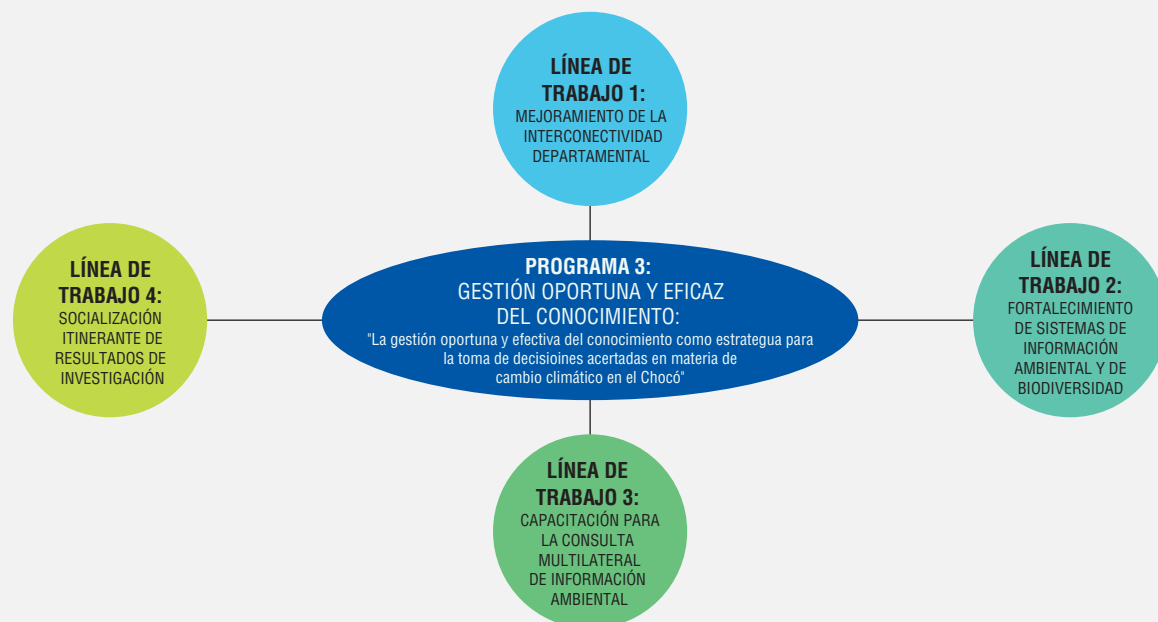 LÍNEA DE
TRABAJO 1:
MEJORAMIENTO DE LA
INTERCONECTIVIDAD
DEPARTAMENTAL
PROGRAMA 3:
GESTIÓN OPORTUNA Y EFICAZ
DEL CONOCIMIENTO:
"La gestión oportuna y efectiva del conocimiento como estrategua para
la toma de decisioines acertadas en materia de
cambio climático en el Chocó"
LÍNEA DE
TRABAJO 2:
FORTALECIMIENTO
DE SISTEMAS DE
INFORMACIÓN
AMBIENTAL Y DE
BIODIVERSIDAD
LÍNEA DE
TRABAJO 3:
CAPACITACIÓN PARA
LA CONSULTA
MULTILATERAL
DE INFORMACIÓN
AMBIENTAL
LÍNEA DE
TRABAJO 4:
SOCIALIZACIÓN
ITINERANTE DE
RESULTADOS DE
INVESTIGACIÓN